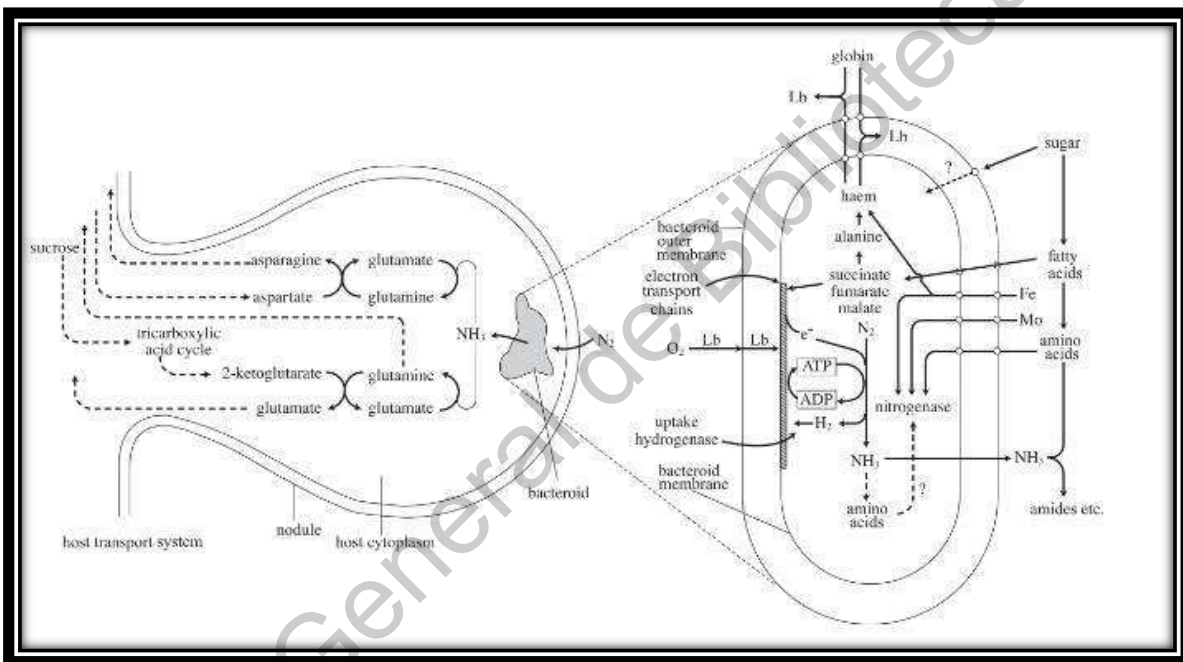 General de Bibliotecas
sucrose
asparagine
glutamate
aspartate
glutamine
tricarboxylic
acid cycle
NH₃
N₂
2-ketoglutarate
glutamine
glutamate
glutamate
bacteroid
nodule
host transport system
host cytoplasm
globin
Lb
Lb
sugar
?
haem
bacteroid
outer
membrane
alanine
electron
transport
chains
succinate
fumarate
malate
fatty
acids
Fe
Mo
N₂
e⁻
O₂
Lb
Lb
ATP
amino
acids
ADP
nitrogenase
uptake
hydrogenase
H₂
NH₃
NH₃
bacteroid
membrane
?
amino
acids
amides etc.